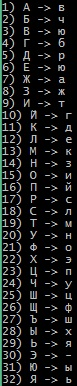 1) А -> в
2) Б -> ч
3) В -> ю
4) Г -> б
5) Д -> р
6) Е -> ю
7) Ж -> а
8) З -> ж
9) И -> т
10) Й -> г
11) К -> д
12) Л -> е
13) М -> к
14) Н -> з
15) О -> и
16) П -> й
17) Р -> с
18) С -> л
19) Т -> м
20) У -> н
21) Ф -> о
22) Х -> э
23) Ц -> п
24) Ч -> у
25) Ш -> ц
26) Щ -> ф
27) Ъ -> ш
28) Ы -> х
29) Ь -> я
30) Э -> -
31) Ю -> ы
32) Я -> ь